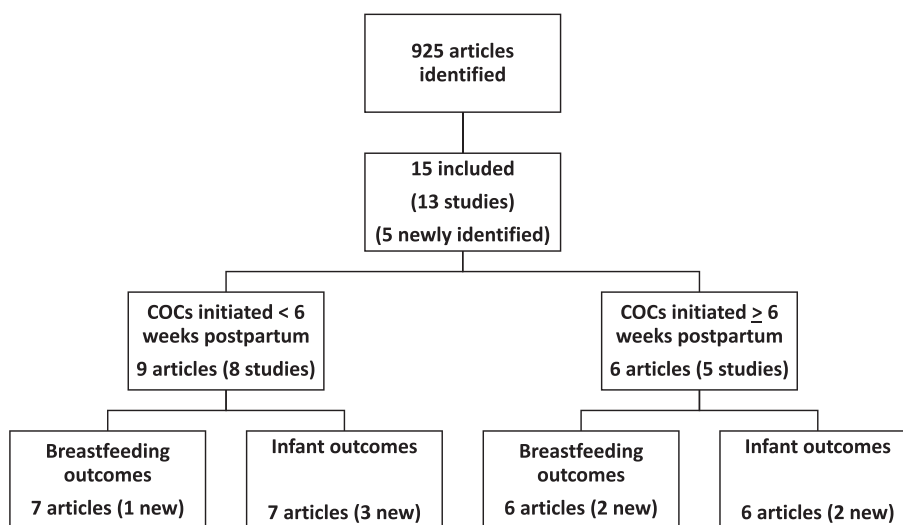 925 articles
identified
15 included
(13 studies)
(5 newly identified)
COCs initiated < 6
weeks postpartum
9 articles (8 studies)
COCs initiated ≥ 6
weeks postpartum
6 articles (5 studies)
Breastfeeding
outcomes
7 articles (1 new)
Infant outcomes
7 articles (3 new)
Breastfeeding
outcomes
6 articles (2 new)
Infant outcomes
6 articles (2 new)